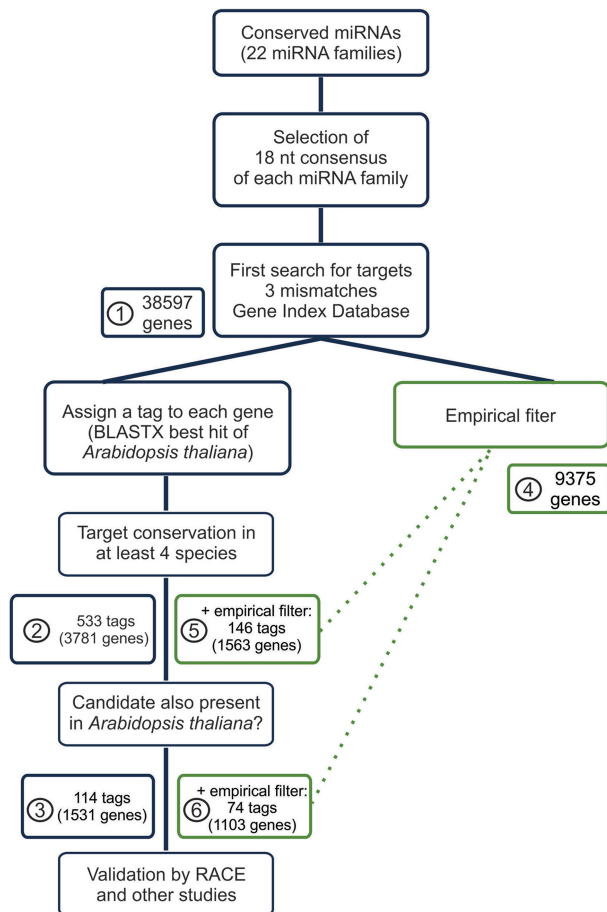 Conserved miRNAs
(22 miRNA families)
Selection of
18 nt consensus
of each miRNA family
First search for targets
3 mismatches
Gene Index Database
1 38597
genes
Assign a tag to each gene
(BLASTX best hit of
Arabidopsis thaliana)
Empirical fiter
4 9375
genes
Target conservation in
at least 4 species
2 533 tags
(3781 genes)
+ empirical filter:
5 146 tags
(1563 genes)
Candidate also present
in Arabidopsis thaliana?
3 114 tags
(1531 genes)
+ empirical filter:
6 74 tags
(1103 genes)
Validation by RACE
and other studies